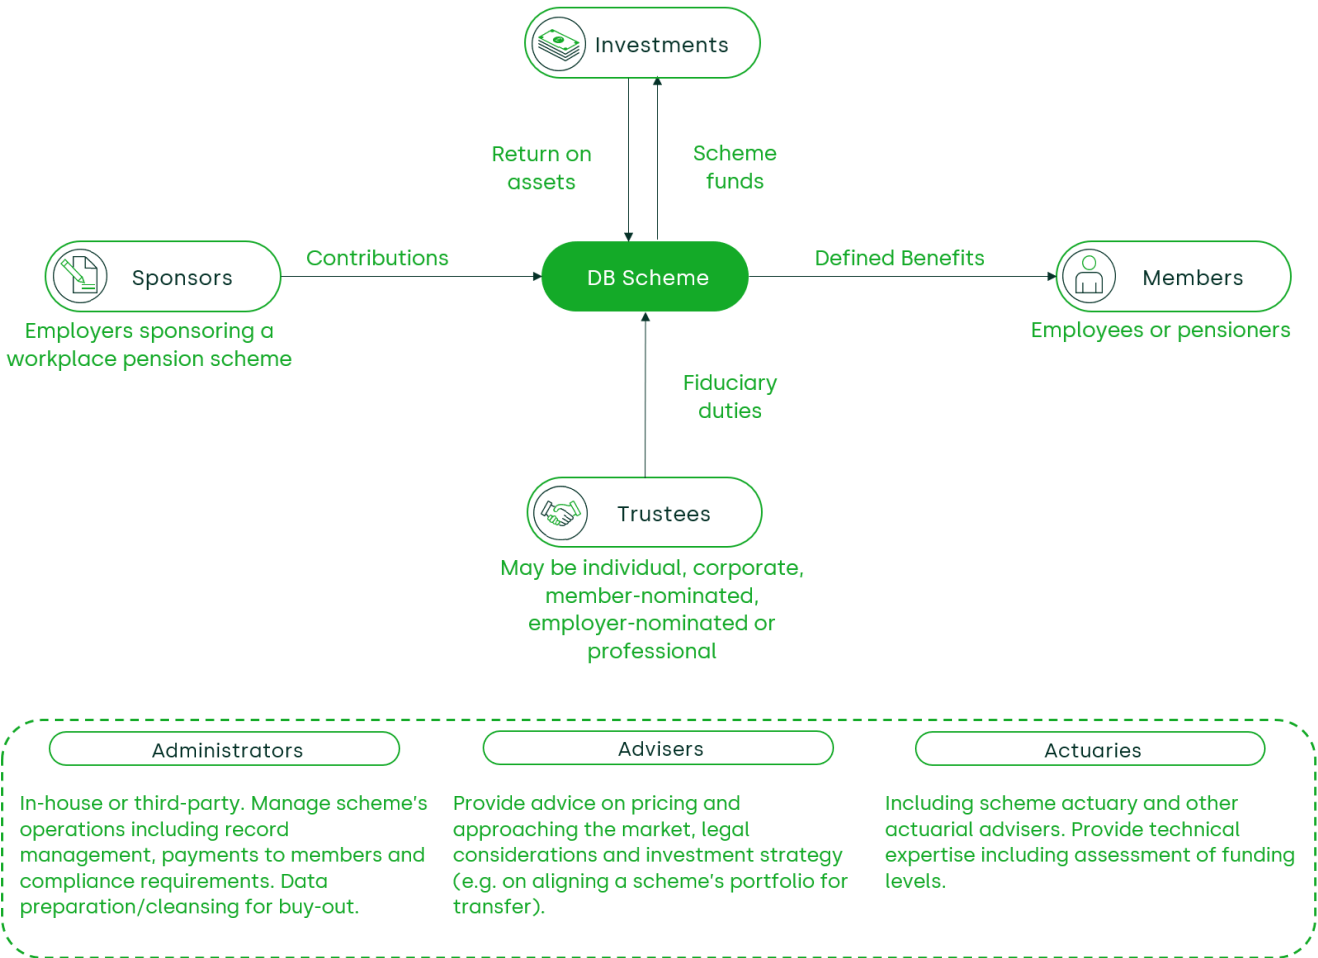 Investments
Return on
assets
Scheme
funds
Sponsors
Contributions
DB Scheme
Defined Benefits
Members
Employers sponsoring a
workplace pension scheme
Employees or pensioners
Fiduciary
duties
Trustees
May be individual, corporate,
member-nominated,
employer-nominated or
professional
Administrators
In-house or third-party. Manage scheme’s
operations including record
management, payments to members and
compliance requirements. Data
preparation/cleansing for buy-out.
Advisers
Provide advice on pricing and
approaching the market, legal
considerations and investment strategy
(e.g. on aligning a scheme’s portfolio for
transfer).
Actuaries
Including scheme actuary and other
actuarial advisers. Provide technical
expertise including assessment of funding
levels.